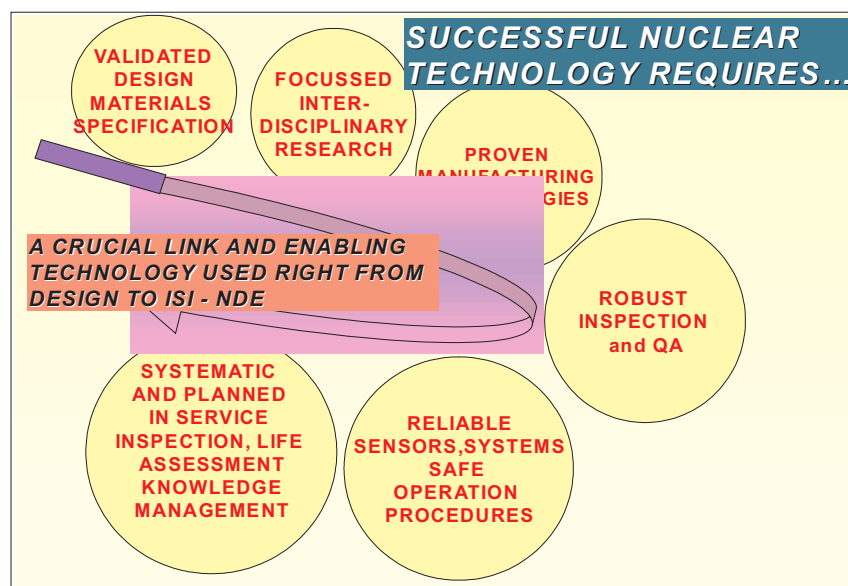 SUCCESSFUL NUCLEAR
TECHNOLOGY REQUIRES...
VALIDATED
DESIGN
MATERIALS
SPECIFICATION
FOCUSSED
INTER-
DISCIPLINARY
RESEARCH
PROVEN
MANUFACTURING
A CRUCIAL LINK AND ENABLING
TECHNOLOGY USED RIGHT FROM
DESIGN TO ISI - NDE
ROBUST
INSPECTION
and QA
SYSTEMATIC
AND PLANNED
IN SERVICE
INSPECTION, LIFE
ASSESSMENT
KNOWLEDGE
MANAGEMENT
RELIABLE
SENSORS,SYSTEMS
SAFE
OPERATION
PROCEDURES